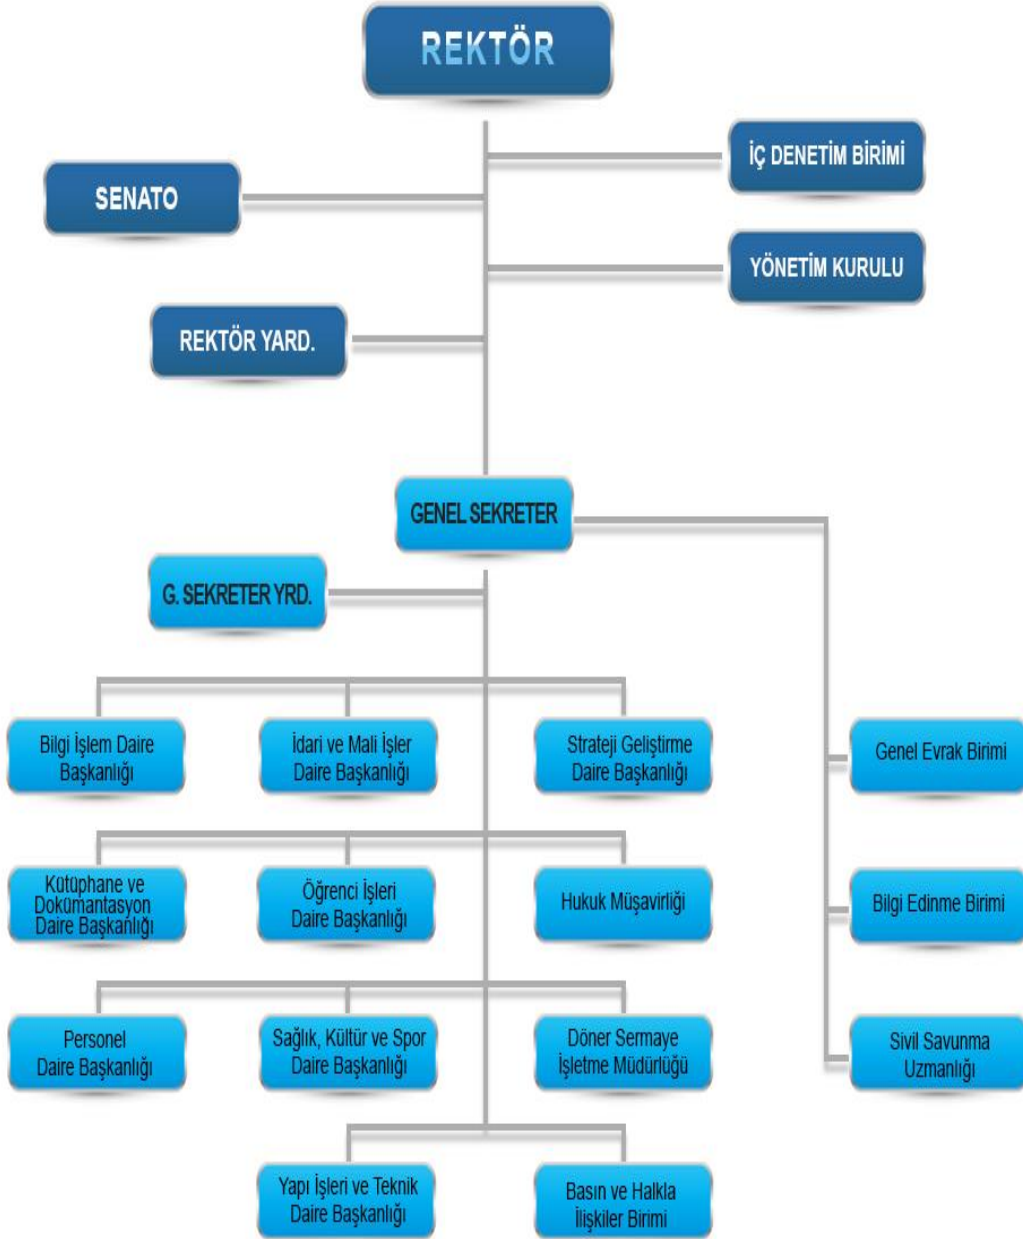 REKTÖR
İÇ DENETİM BİRİMİ
SENATO
YÖNETİM KURULU
REKTÖR YARD.
GENEL SEKRETER
G. SEKRETER YRD.
Bilgi İşlem Daire
Başkanlığı
İdari ve Mali İşler
Daire Başkanlığı
Strateji Geliştirme
Daire Başkanlığı
Genel Evrak Birimi
Kütüphane ve
Dokümantasyon
Daire Başkanlığı
Öğrenci İşleri
Daire Başkanlığı
Hukuk Müşavirliği
Bilgi Edinme Birimi
Personel
Daire Başkanlığı
Sağlık, Kültür ve Spor
Daire Başkanlığı
Döner Sermaye
İşletme Müdürlüğü
Sivil Savunma
Uzmanlığı
Yapı İşleri ve Teknik
Daire Başkanlığı
Basın ve Halkla
İlişkiler Birimi